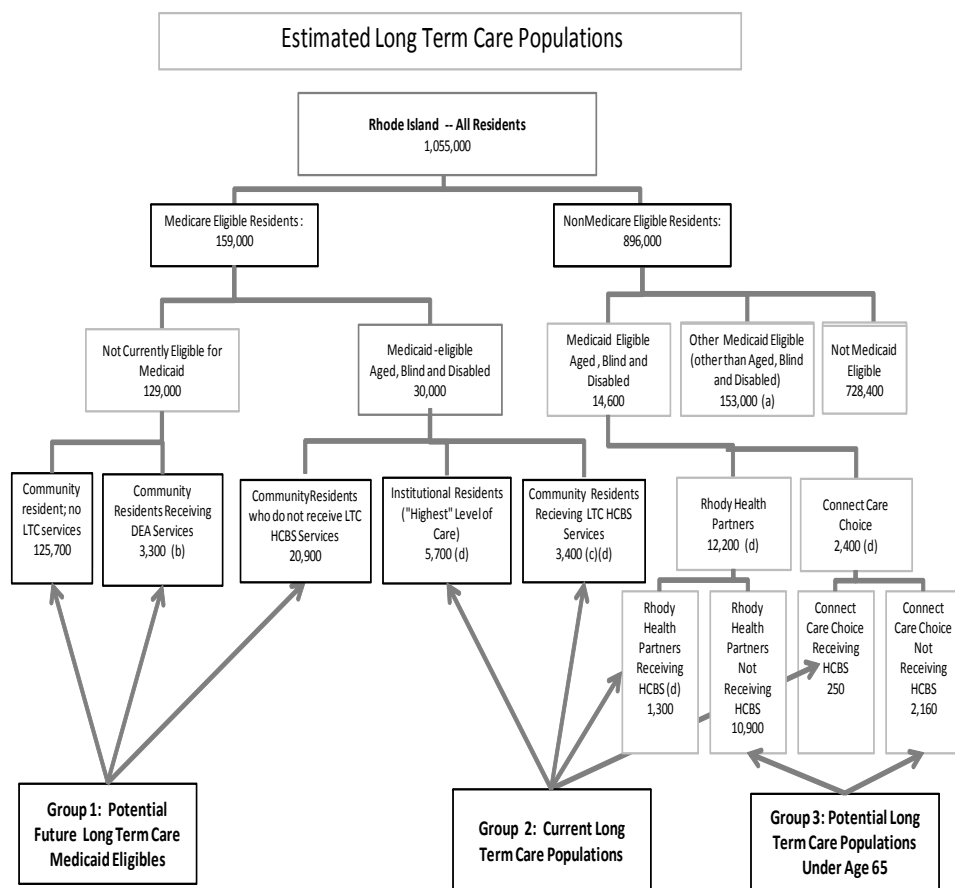 Estimated Long Term Care Populations
Rhode Island -- All Residents
1,055,000
Medicare Eligible Residents :
159,000
NonMedicare Eligible Residents:
896,000
Not Currently Eligible for
Medicaid
129,000
Medicaid -eligible
Aged, Blind and Disabled
30,000
Medicaid Eligible
Aged , Blind and
Disabled
14,600
Other Medicaid Eligible
(other than Aged, Blind
and Disabled)
153,000 (a)
Not Medicaid
Eligible
728,400
Community
resident; no
LTC services
125,700
Community
Residents Receiving
DEA Services
3,300 (b)
Community Residents
who do not receive LTC
HCBS Services
20,900
Institutional Residents
("Highest" Level of
Care)
5,700 (d)
Community Residents
Recieving LTC HCBS
Services
3,400 (c)(d)
Rhody Health
Partners
12,200 (d)
Connect Care
Choice
2,400 (d)
Rhody
Health
Partners
Receiving
HCBS (d)
1,300
Rhody
Health
Partners
Not
Receiving
HCBS
10,900
Connect
Care Choice
Receiving
HCBS
250
Connect
Care Choice
Not
Receiving
HCBS
2,160
Group 1: Potential
Future Long Term Care
Medicaid Eligibles
Group 2: Current Long
Term Care Populations
Group 3: Potential Long
Term Care Populations
Under Age 65